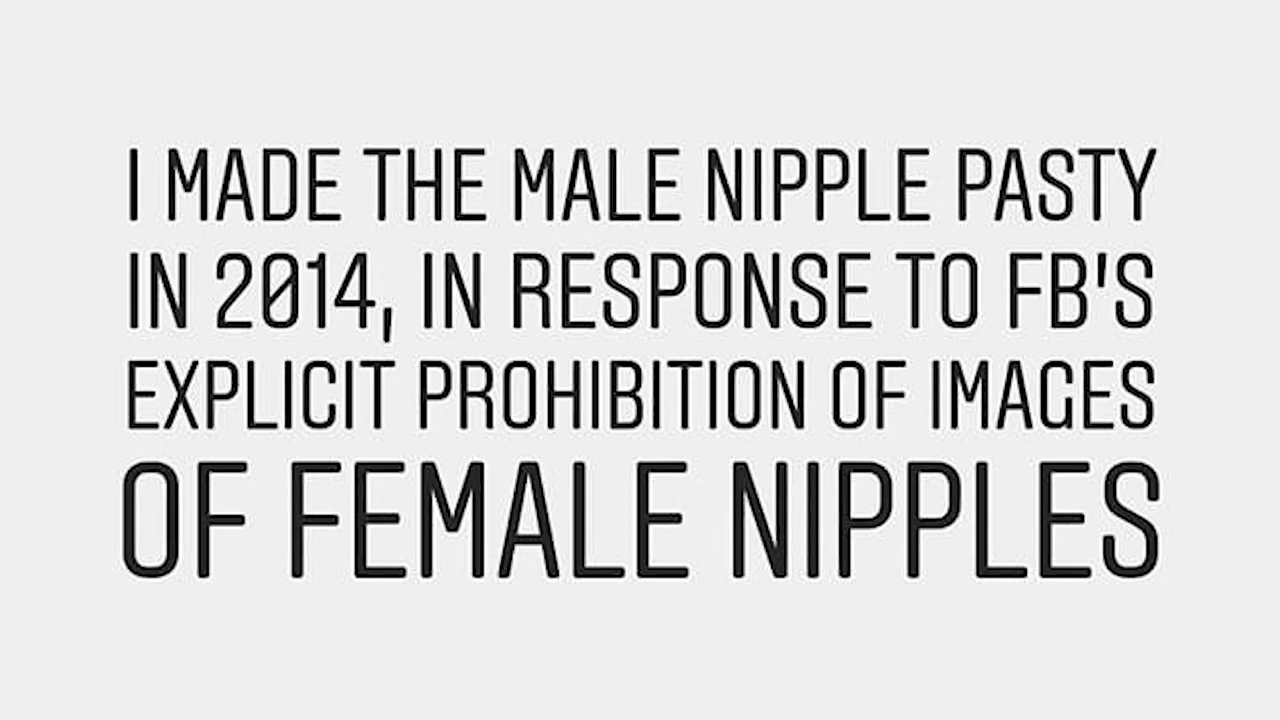 I MADE THE MALE NIPPLE PASTY
IN 2014, IN RESPONSE TO FB'S
EXPLICIT PROHIBITION OF IMAGES
OF FEMALE NIPPLES